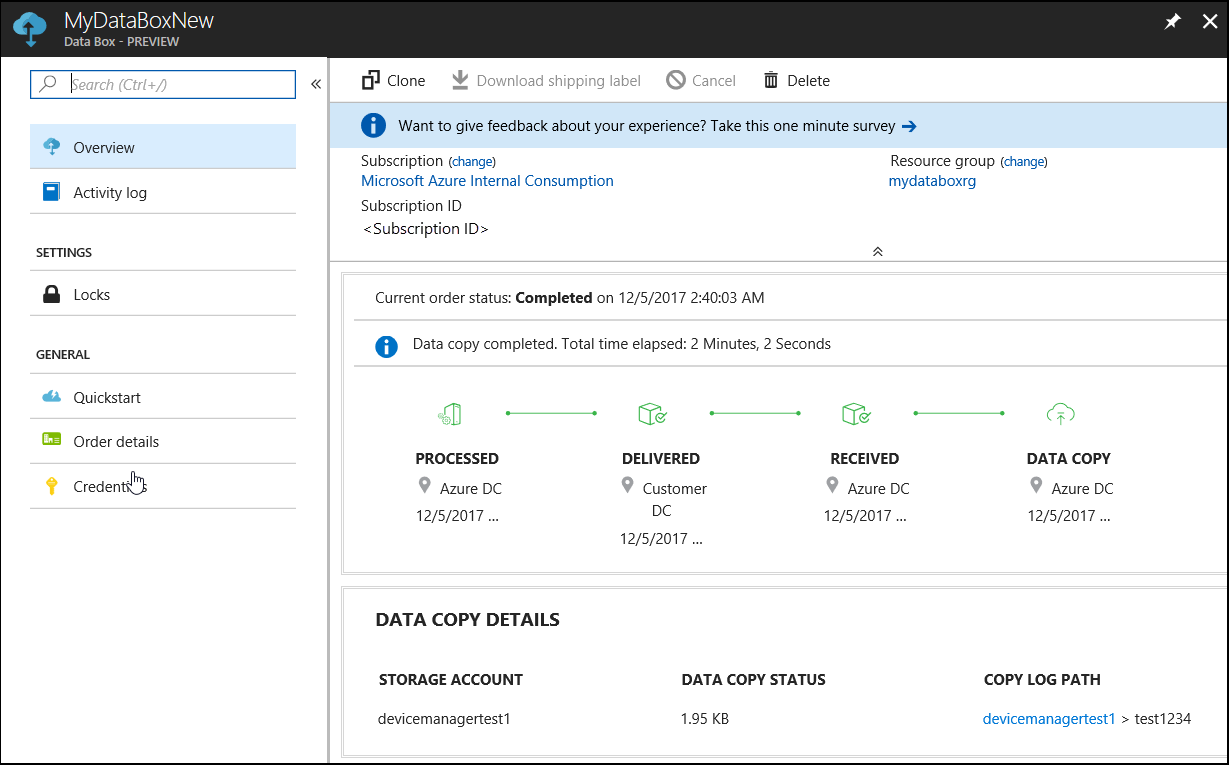 MyDataBoxNew
Data Box - PREVIEW
Search (Ctrl+/)
Overview
Activity log
SETTINGS
Locks
GENERAL
Quickstart
Order details
Clone Download shipping label Cancel Delete
Want to give feedback about your experience? Take this one minute survey →
Subscription (change)
Microsoft Azure Internal Consumption
Subscription ID
<Subscription ID>
Resource group (change)
mydataboxrg
Current order status: Completed on 12/5/2017 2:40:03 AM
Data copy completed. Total time elapsed: 2 Minutes, 2 Seconds
PROCESSED
Azure DC
12/5/2017 ...
DELIVERED
Customer
DC
12/5/2017 ...
RECEIVED
Azure DC
12/5/2017 ...
DATA COPY
Azure DC
12/5/2017 ...
DATA COPY DETAILS
STORAGE ACCOUNT DATA COPY STATUS COPY LOG PATH
devicemanagertest1 1.95 KB devicemanagertest1 > test1234